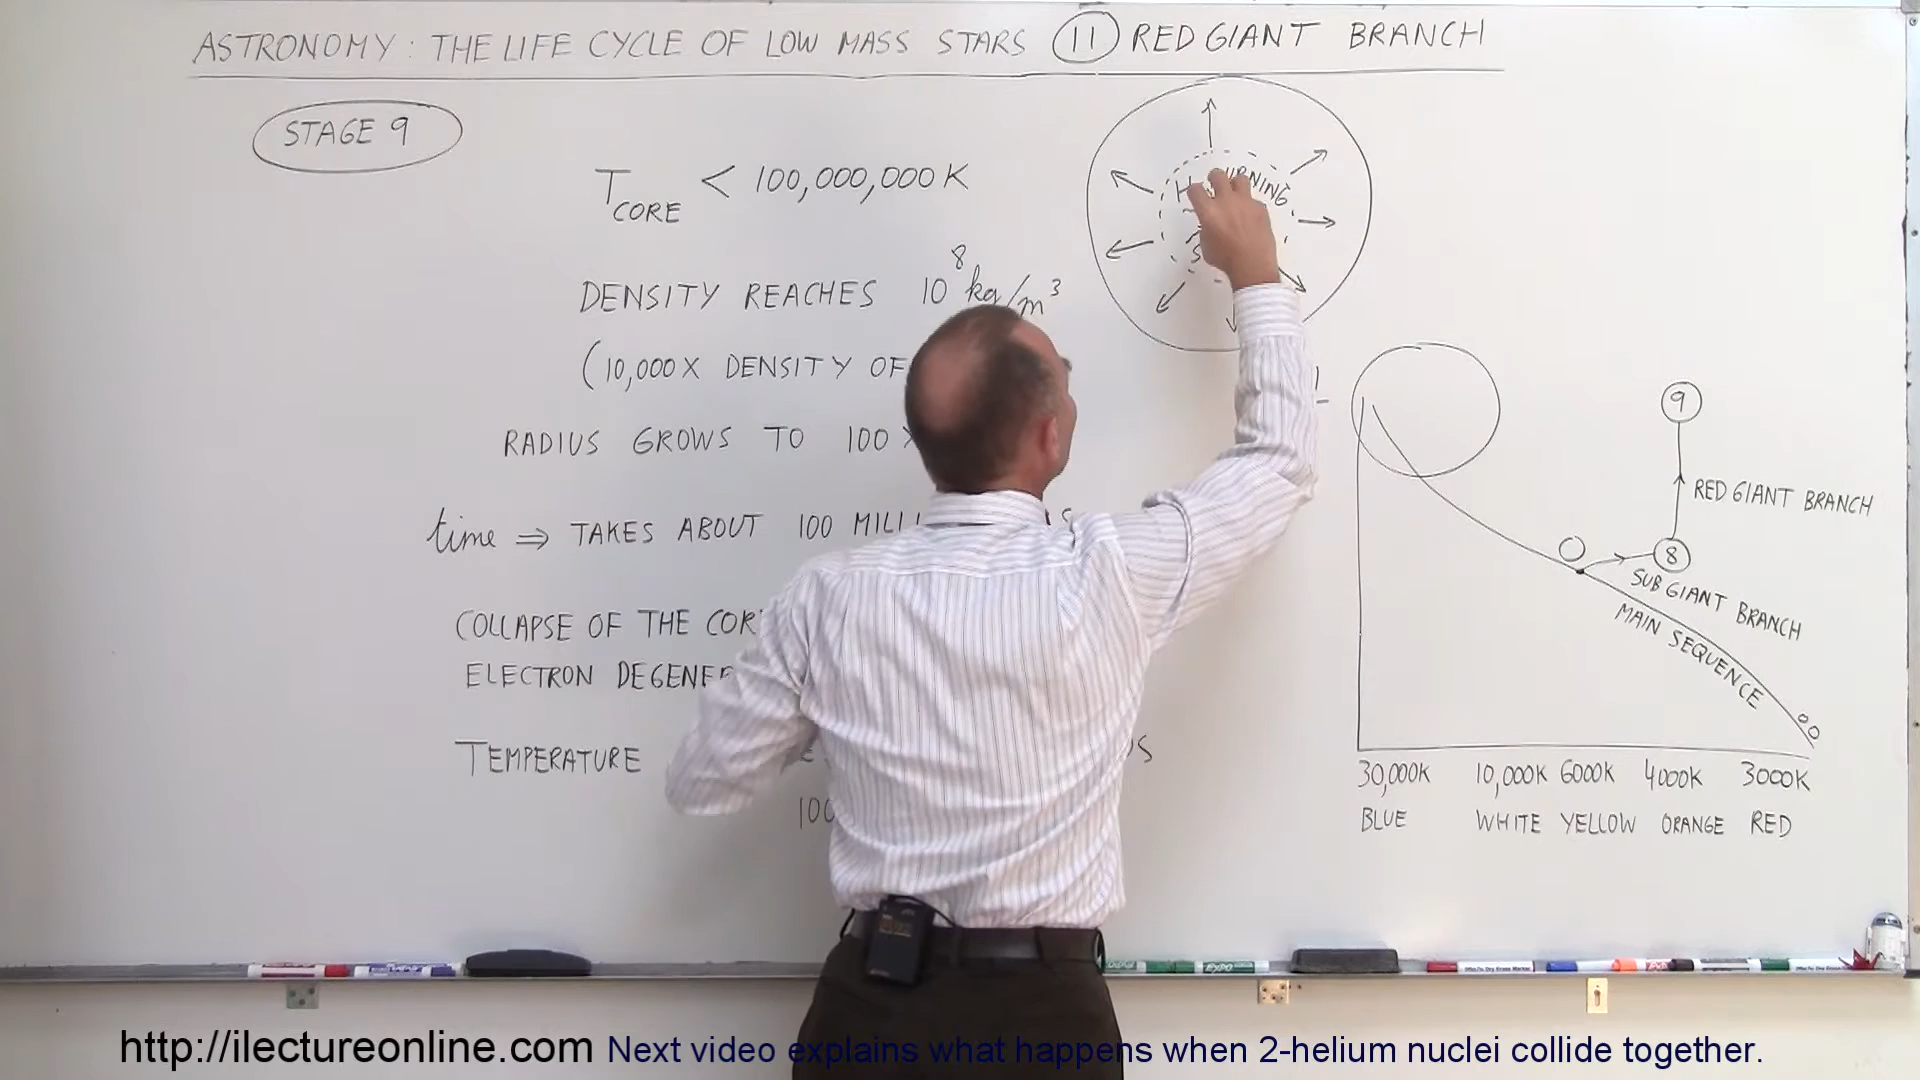 ASTRONOMY: THE LIFE CYCLE OF LOW MASS STARS 11 RED GIANT BRANCH
STAGE 9
T CORE < 100,000,000 K
DENSITY REACHES 10⁸ kg/m³
(10,000 X DENSITY OF
RADIUS GROWS TO 100 X
time ⇒ TAKES ABOUT 100 MILLI
COLLAPSE OF THE COR
ELECTRON DEGENE
TEMPERATURE
100
H URNING
S
9
RED GIANT BRANCH
8
SUB GIANT BRANCH
MAIN SEQUENCE
30,000K 10,000K 6000K 4000K 3000K
BLUE WHITE YELLOW ORANGE RED
EXPO
http://ilectureonline.com Next video explains what happens when 2-helium nuclei collide together.